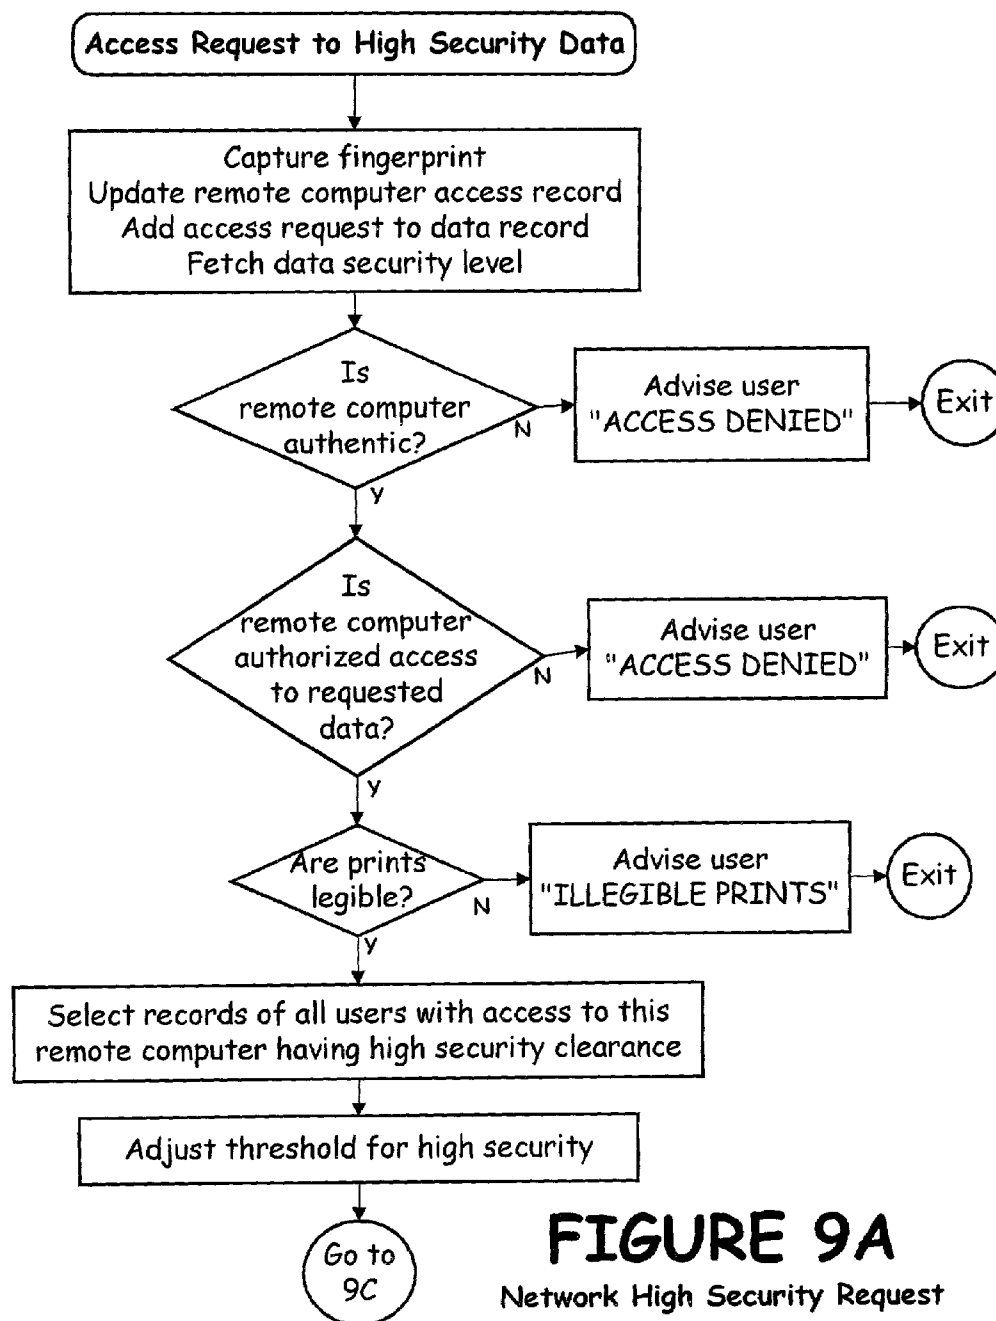 Access Request to High Security Data
Capture fingerprint
Update remote computer access record
Add access request to data record
Fetch data security level
Is
remote computer
authentic?
N
Advise user
"ACCESS DENIED"
Exit
Y
Is
remote computer
authorized access
to requested
data?
N
Advise user
"ACCESS DENIED"
Exit
Y
Are prints
legible?
N
Advise user
"ILLEGIBLE PRINTS"
Exit
Y
Select records of all users with access to this
remote computer having high security clearance
Adjust threshold for high security
Go to
9C
FIGURE 9A
Network High Security Request